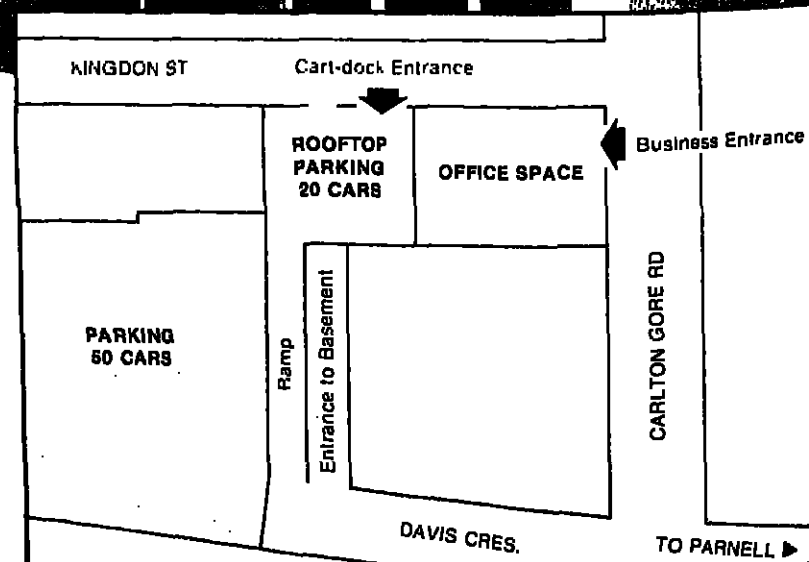 KINGDON ST
Cart-dock Entrance
ROOFTOP
PARKING
20 CARS
OFFICE SPACE
Business Entrance
PARKING
50 CARS
Ramp
Entrance to Basement
CARLTON GORE RD
DAVIS CRES.
TO PARNELL